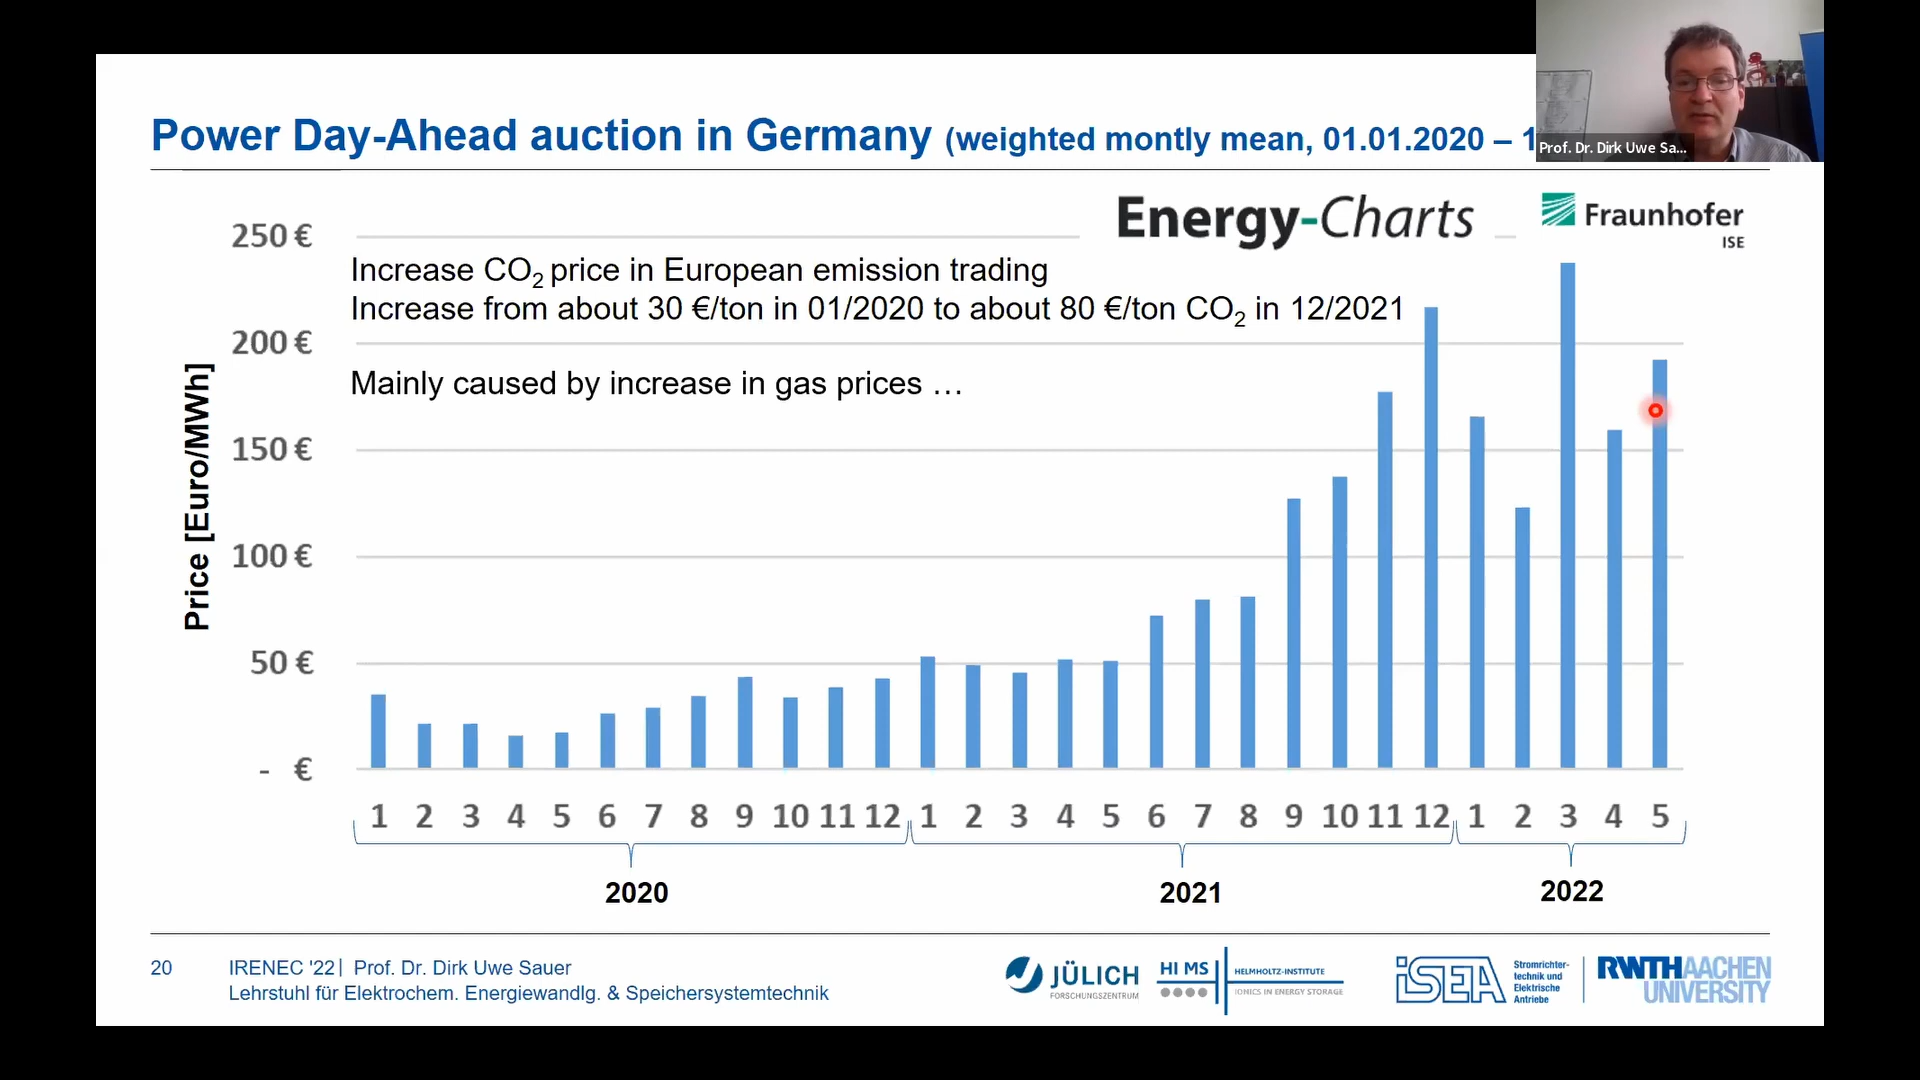 Power Day-Ahead auction in Germany (weighted montly mean, 01.01.2020 – 1
Prof. Dr. Dirk Uwe Sa...
Energy-Charts
Fraunhofer
ISE
250 €
Increase CO2 price in European emission trading
Increase from about 30 €/ton in 01/2020 to about 80 €/ton CO2 in 12/2021
200 €
Mainly caused by increase in gas prices …
Price [Euro/MWh]
150 €
100 €
50 €
- €
1 2 3 4 5 6 7 8 9 10 11 12 1 2 3 4 5 6 7 8 9 10 11 12 1 2 3 4 5
2020 2021 2022
20
IRENEC '22| Prof. Dr. Dirk Uwe Sauer
Lehrstuhl für Elektrochem. Energiewandlg. & Speichersystemtechnik
JÜLICH
FORSCHUNGSZENTRUM
HI MS
HELMHOLTZ-INSTITUTE
IONICS IN ENERGY STORAGE
iSEA
Stromrichter-
technik und
Elektrische
Antriebe
RWTHAACHEN
UNIVERSITY